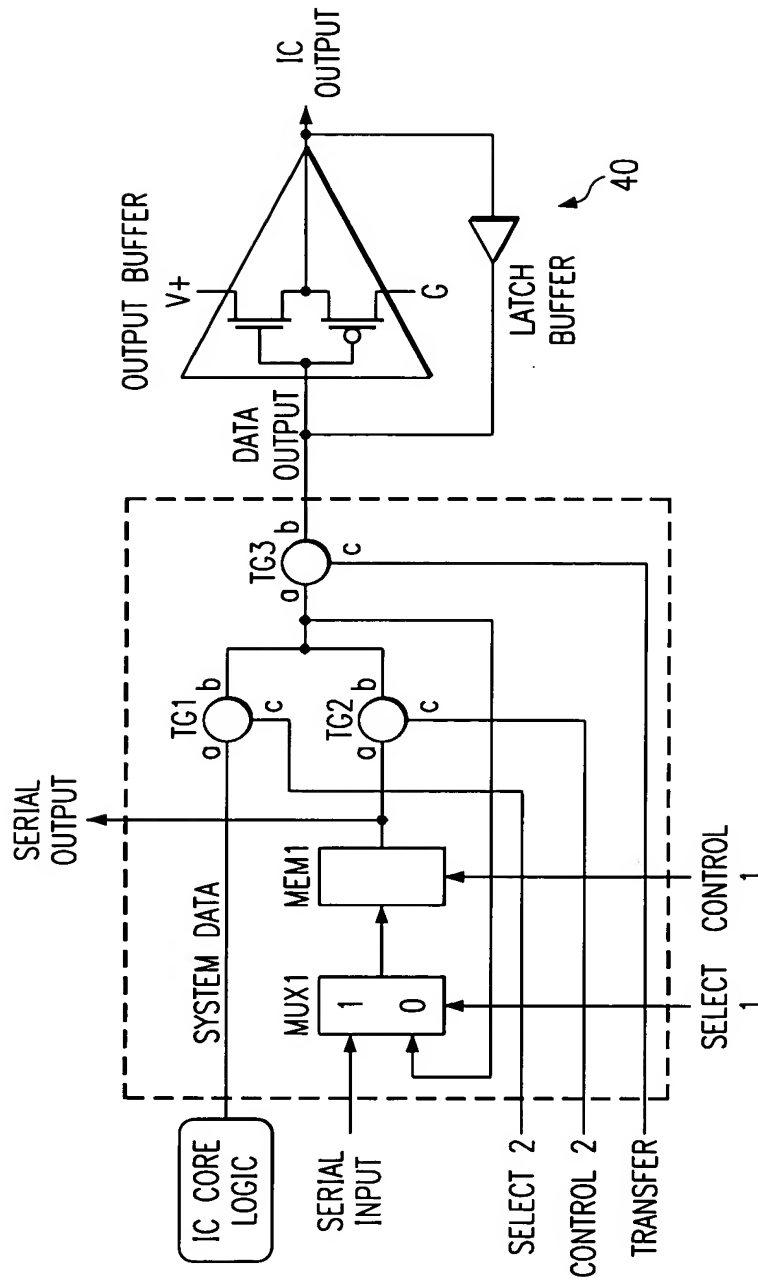 SERIAL
OUTPUT
IC CORE
LOGIC
SYSTEM DATA
TG1
a
b
c
TG2
a
b
c
TG3
a
b
c
MUX1
1
0
MEM1
SERIAL
INPUT
SELECT 2
CONTROL 2
TRANSFER
SELECT
1
CONTROL
1
DATA
OUTPUT
OUTPUT BUFFER
V+
G
IC
OUTPUT
LATCH
BUFFER
40